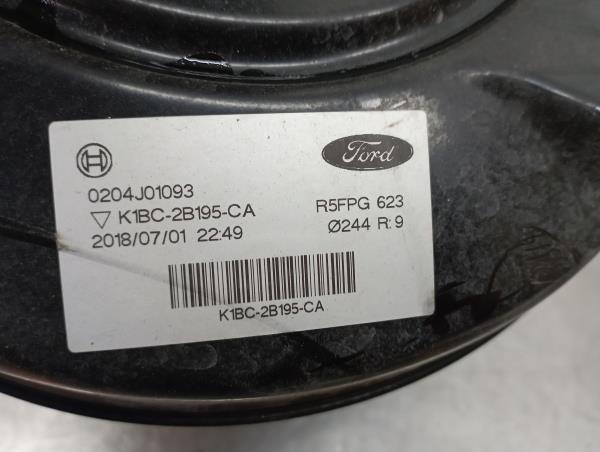 Ford
0204J01093 R5FPG 623
▽ K1BC-2B195-CA Ø244 R: 9
2018/07/01 22:49
K1BC-2B195-CA